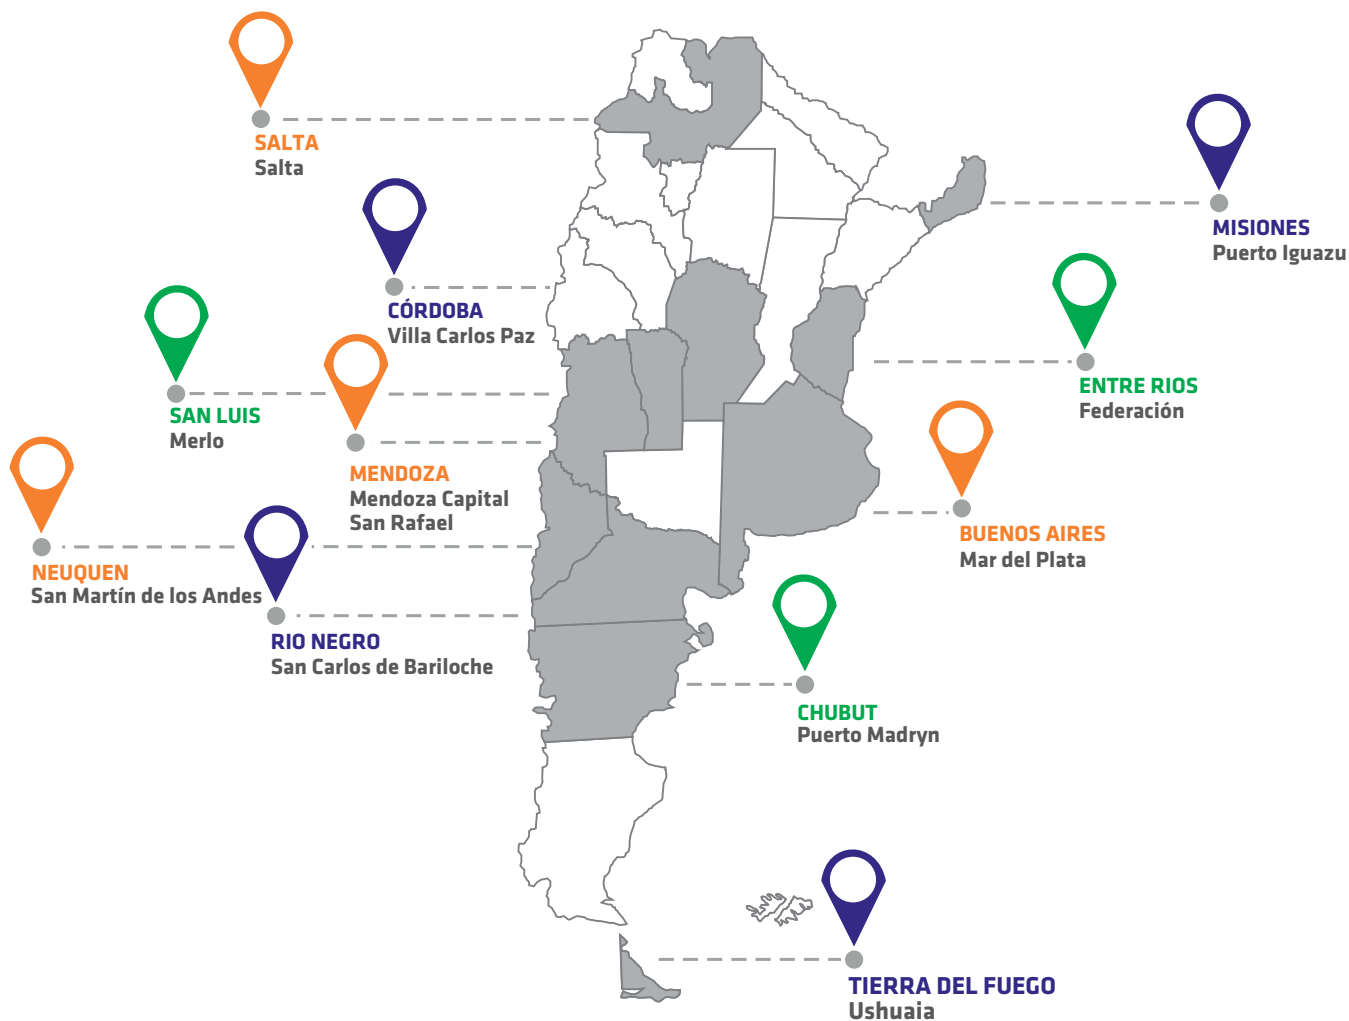 SALTA
Salta
MISIONES
Puerto Iguazu
CÓRDOBA
Villa Carlos Paz
ENTRE RIOS
Federación
SAN LUIS
Merlo
MENDOZA
Mendoza Capital
San Rafael
BUENOS AIRES
Mar del Plata
NEUQUEN
San Martín de los Andes
RIO NEGRO
San Carlos de Bariloche
CHUBUT
Puerto Madryn
TIERRA DEL FUEGO
Ushuaia